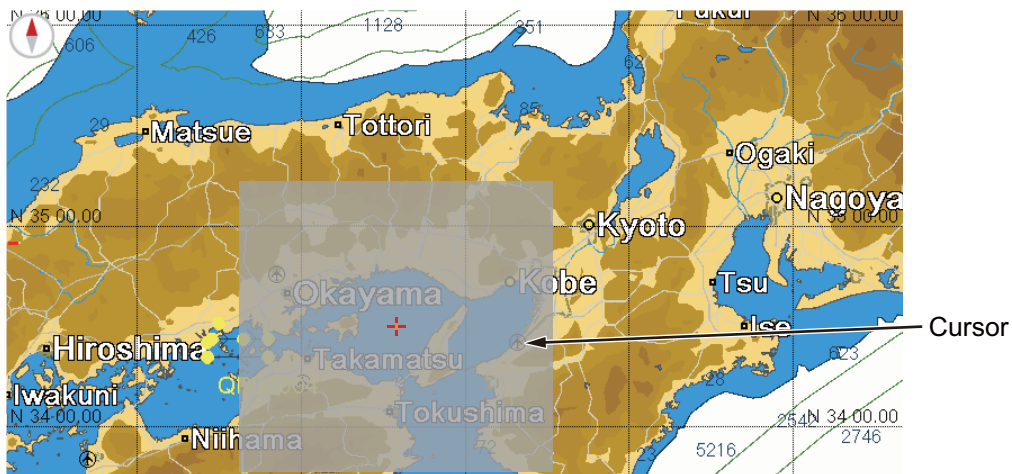 Fukui
N 36 00.00
N 36 00.00
606
426
633
1128
351
62
29
Matsue
Tottori
85
Ogaki
232
N 35 00.00
Nagoya
N 35 00.00
Kyoto
Okayama
Kobe
Tsu
Ise
Cursor
Hiroshima
Takamatsu
623
Iwakuni
28
Tokushima
N 34 00.00
N 34 00.00
Niihama
23
5216
2746